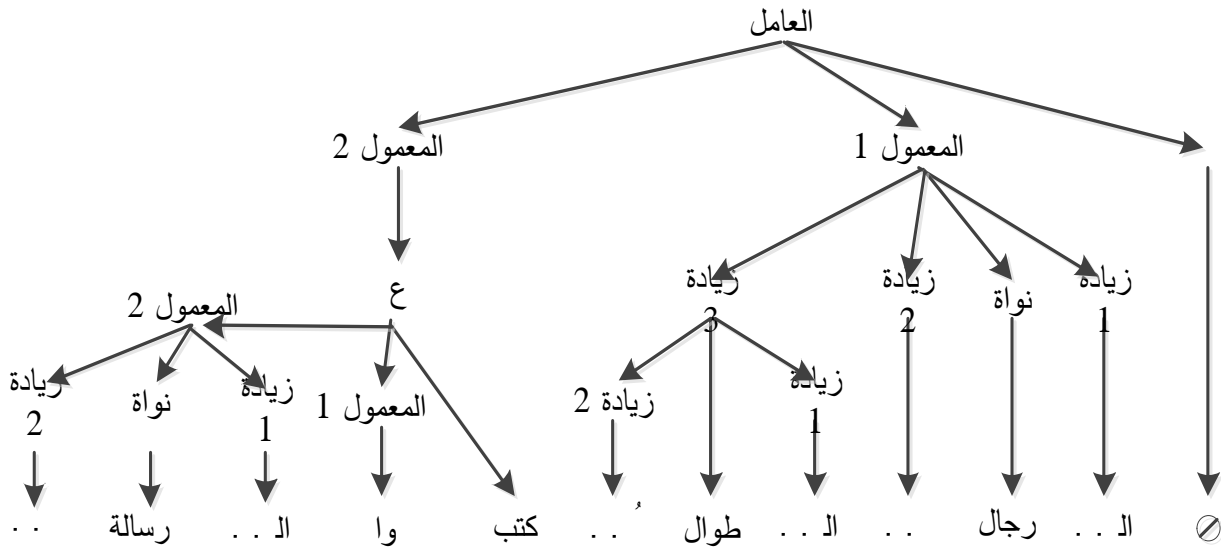 العامل
المعمول 1 المعمول 2
زيادة 1 نواة زيادة 2 زيادة 3 ع المعمول 2
زيادة 1 زيادة 2 المعمول 1 زيادة 1 نواة زيادة 2
∅ الـ . . رجال . . الـ . . طوال ُ . . كتب وا الـ . . رسالة . .